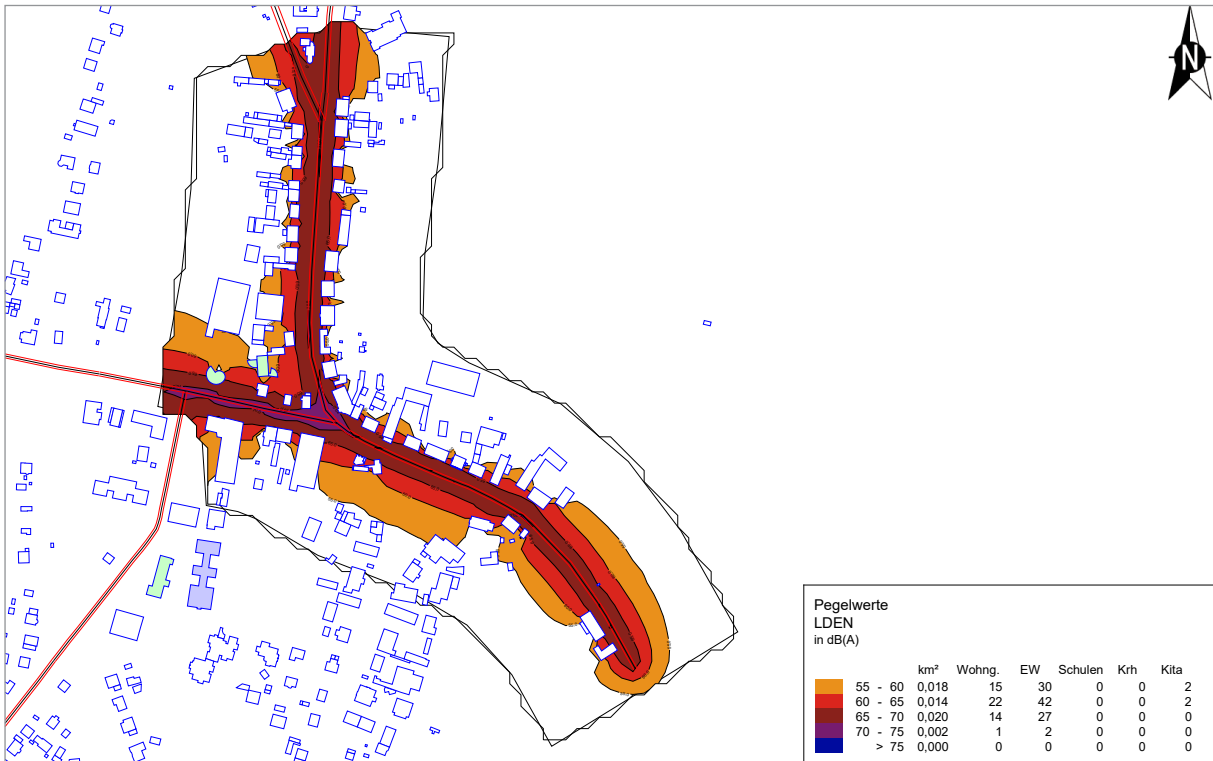 N
Pegelwerte
LDEN
in dB(A)
km² Wohng. EW Schulen Krh Kita
55 - 60 0,018 15 30 0 0 2
60 - 65 0,014 22 42 0 0 2
65 - 70 0,020 14 27 0 0 0
70 - 75 0,002 1 2 0 0 0
> 75 0,000 0 0 0 0 0